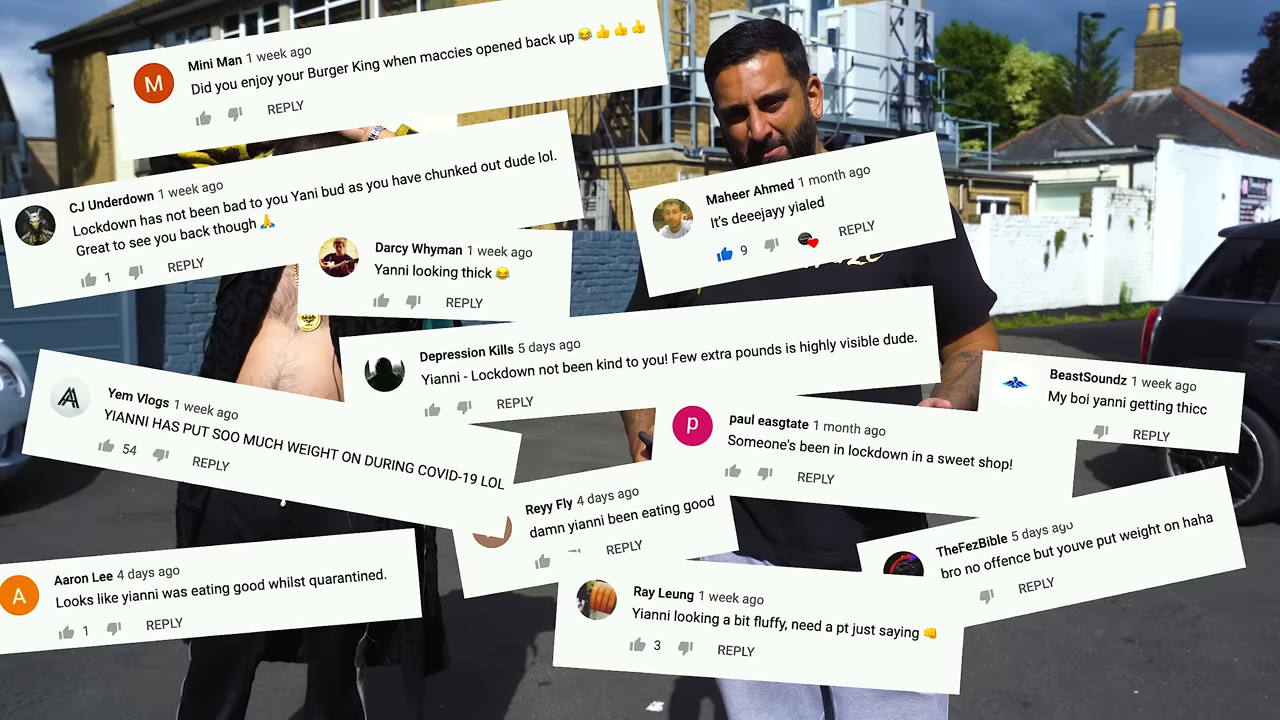 M
Mini Man 1 week ago
Did you enjoy your Burger King when maccies opened back up 😂👍👍👍
REPLY
CJ Underdown 1 week ago
Lockdown has not been bad to you Yani bud as you have chunked out dude lol.
Great to see you back though 🙏
1 REPLY
Maheer Ahmed 1 month ago
It's deeejayy yialed
9 REPLY
Darcy Whyman 1 week ago
Yanni looking thick 😂
REPLY
Depression Kills 5 days ago
Yianni - Lockdown not been kind to you! Few extra pounds is highly visible dude.
REPLY
Yem Vlogs 1 week ago
YIANNI HAS PUT SOO MUCH WEIGHT ON DURING COVID-19 LOL
54 REPLY
BeastSoundz 1 week ago
My boi yanni getting thicc
REPLY
p
paul easgtate 1 month ago
Someone's been in lockdown in a sweet shop!
REPLY
Reyy Fly 4 days ago
damn yianni been eating good
REPLY
TheFezBible 5 days ago
bro no offence but youve put weight on haha
REPLY
A
Aaron Lee 4 days ago
Looks like yianni was eating good whilst quarantined.
1 REPLY
Ray Leung 1 week ago
Yianni looking a bit fluffy, need a pt just saying 👊
3 REPLY